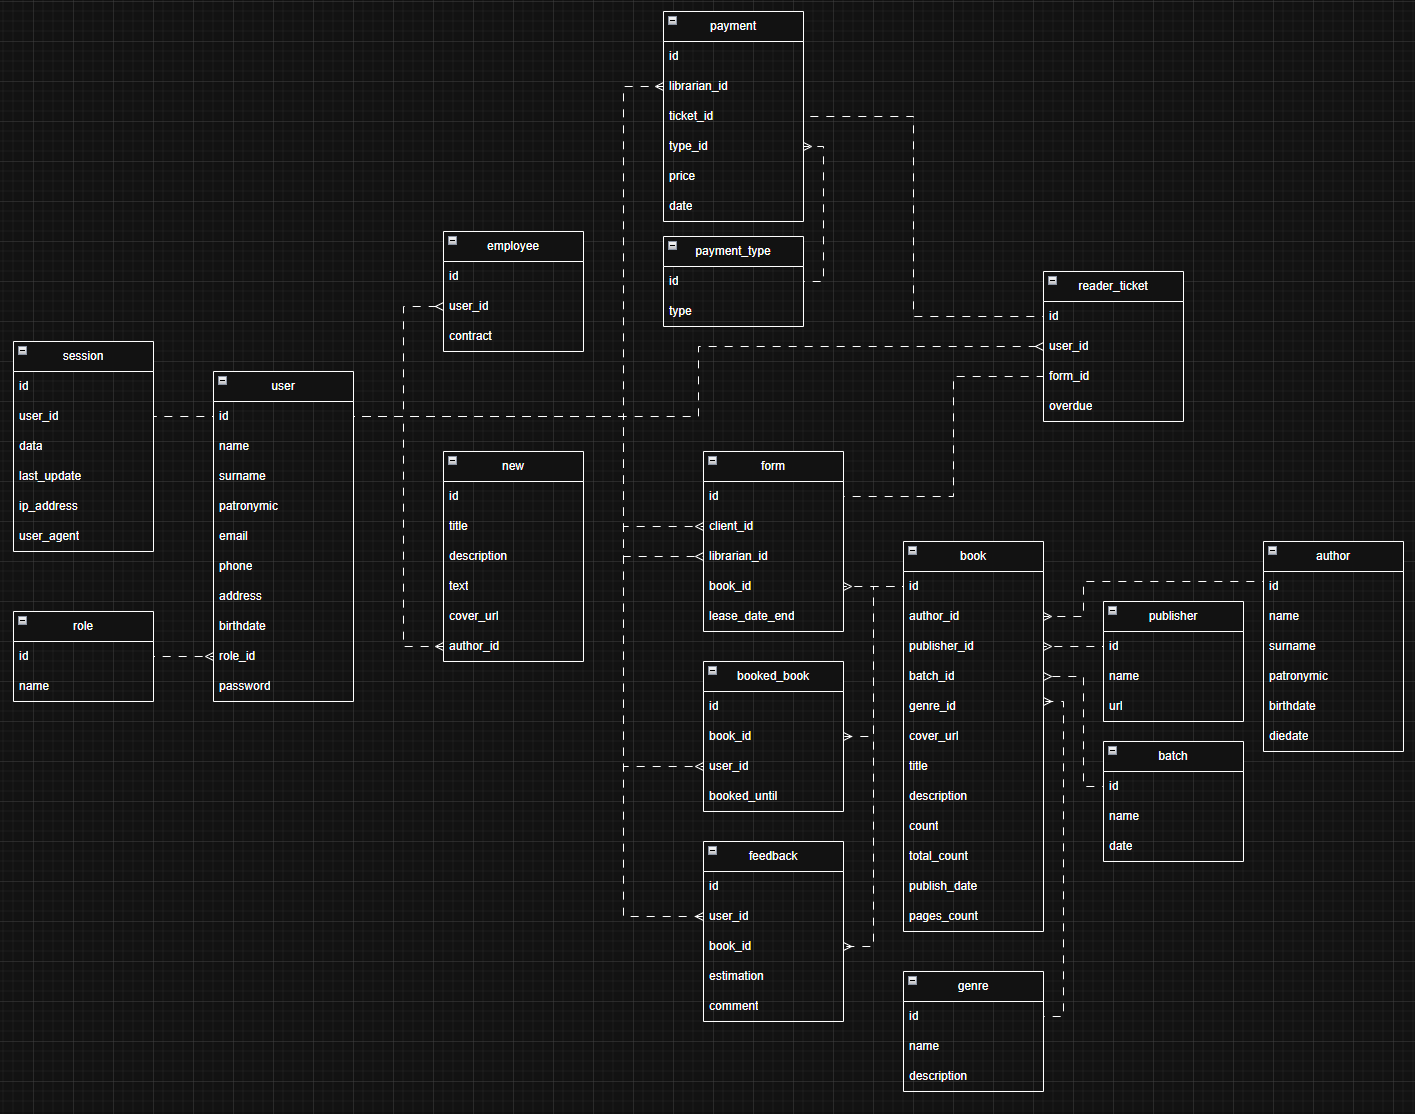 payment
id
librarian_id
ticket_id
type_id
price
date
employee
id
user_id
contract
payment_type
id
type
reader_ticket
id
user_id
form_id
overdue
session
id
user_id
data
last_update
ip_address
user_agent
user
id
name
surname
patronymic
email
phone
address
birthdate
role_id
password
role
id
name
new
id
title
description
text
cover_url
author_id
form
id
client_id
librarian_id
book_id
lease_date_end
booked_book
id
book_id
user_id
booked_until
feedback
id
user_id
book_id
estimation
comment
book
id
author_id
publisher_id
batch_id
genre_id
cover_url
title
description
count
total_count
publish_date
pages_count
publisher
id
name
url
author
id
name
surname
patronymic
birthdate
diedate
batch
id
name
date
genre
id
name
description